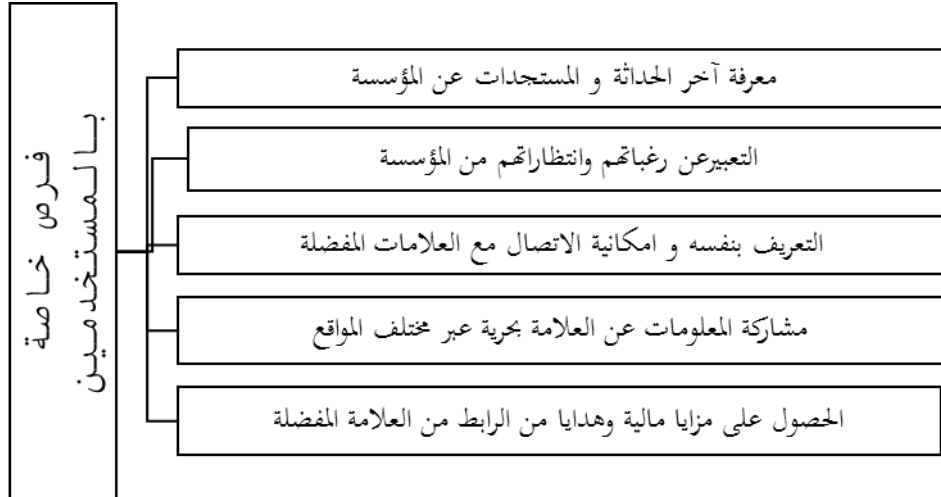 فرص خاصة
بالمستخدمين
معرفة آخر الحداثة و المستجدات عن المؤسسة
التعبيرعن رغباتهم وانتظاراتهم من المؤسسة
التعريف بنفسه و امكانية الاتصال مع العلامات المفضلة
مشاركة المعلومات عن العلامة بحرية عبر مختلف المواقع
الحصول على مزايا مالية وهدايا من الرابط من العلامة المفضلة